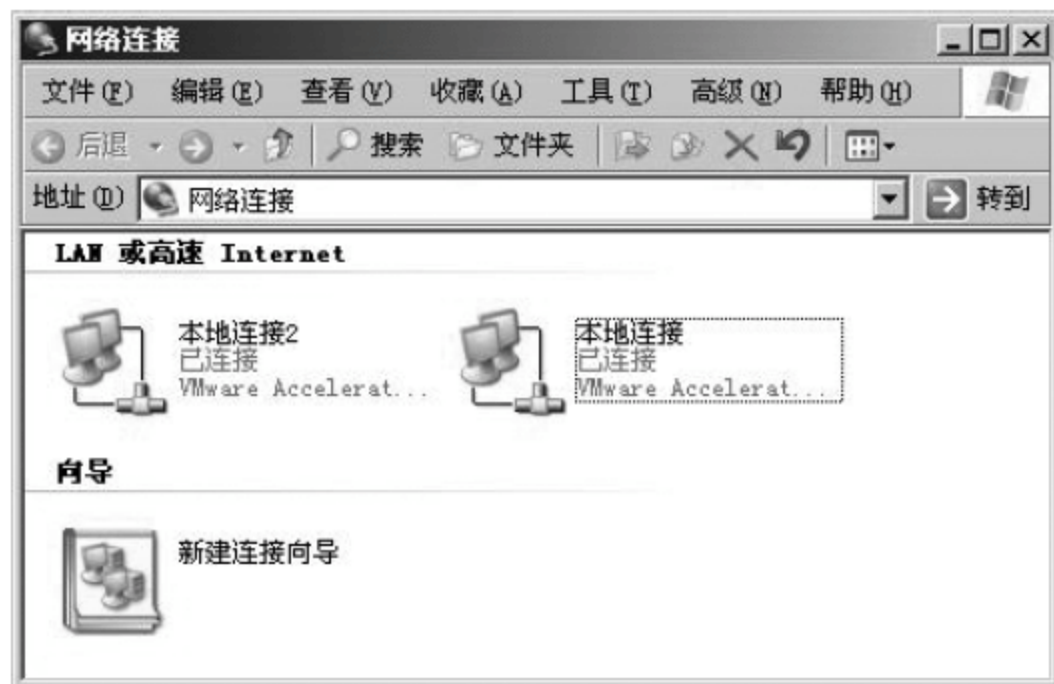 网络连接
文件(F) 编辑(E) 查看(V) 收藏(A) 工具(T) 高级(N) 帮助(H)
后退 搜索 文件夹
地址(D) 网络连接 转到
LAN 或高速 Internet
本地连接2
已连接
VMware Accelerat...
本地连接
已连接
VMware Accelerat...
向导
新建连接向导